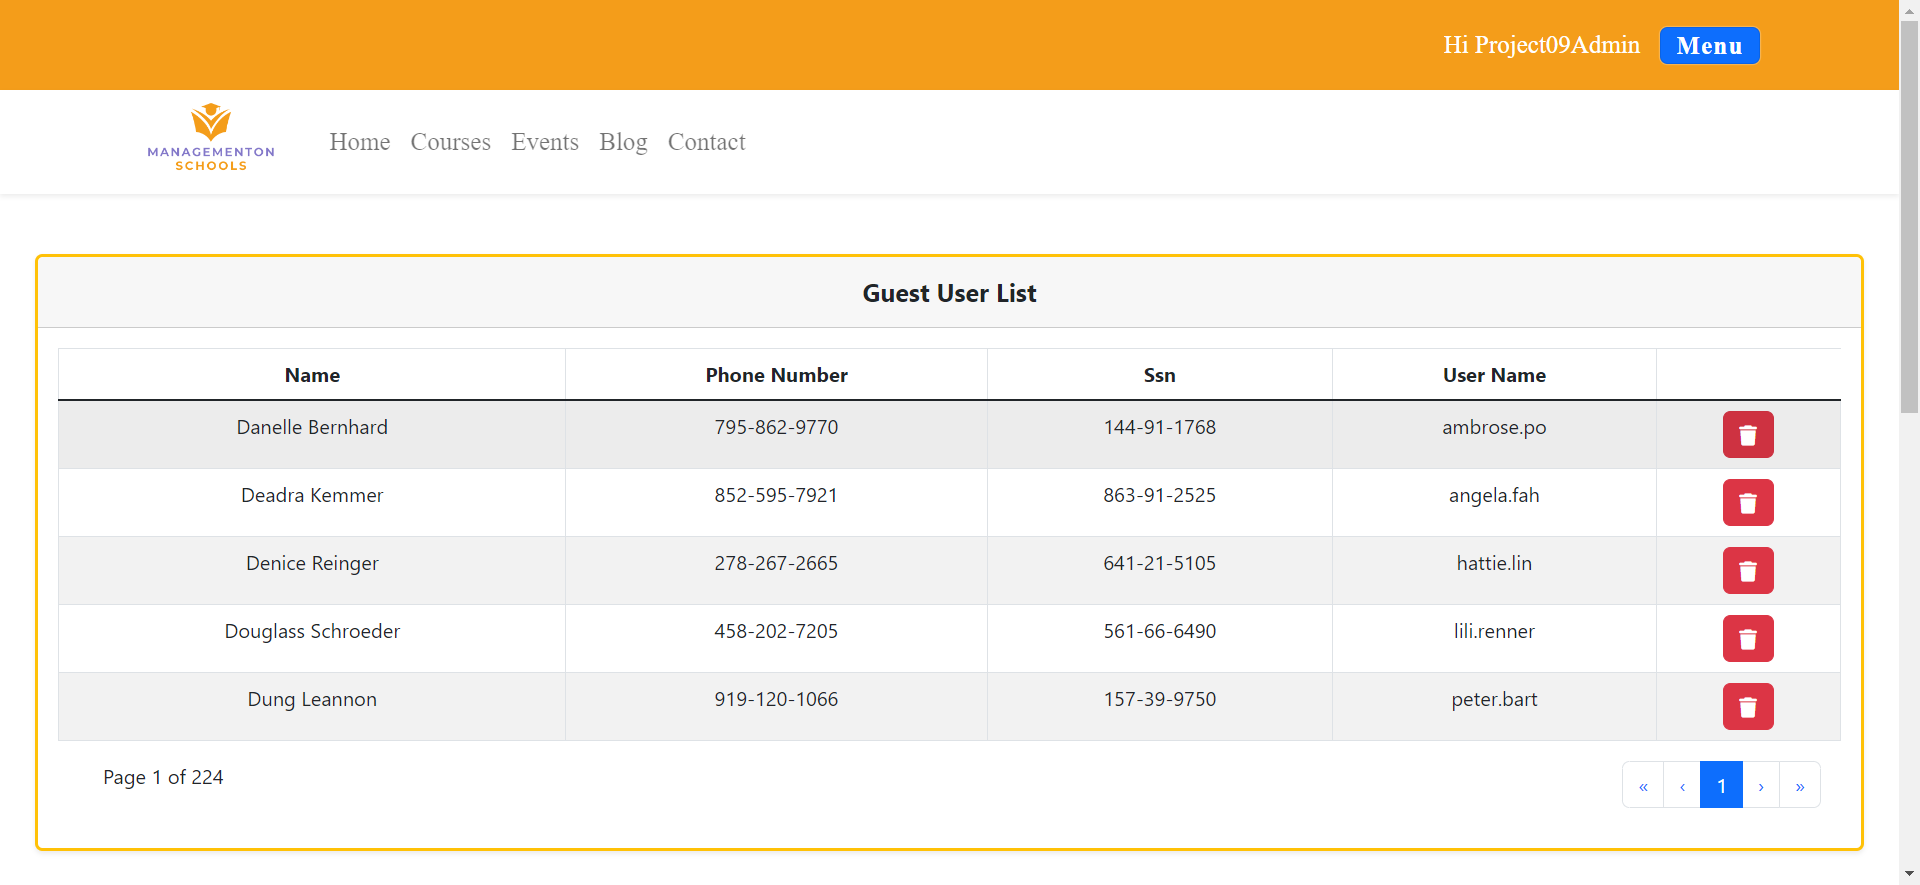 Hi Project09Admin Menu
MANAGEMENTON
SCHOOLS
Home Courses Events Blog Contact
Guest User List
Name Phone Number Ssn User Name
Danelle Bernhard 795-862-9770 144-91-1768 ambrose.po
Deadra Kemmer 852-595-7921 863-91-2525 angela.fah
Denice Reinger 278-267-2665 641-21-5105 hattie.lin
Douglass Schroeder 458-202-7205 561-66-6490 lili.renner
Dung Leannon 919-120-1066 157-39-9750 peter.bart
Page 1 of 224 « ‹ 1 › »